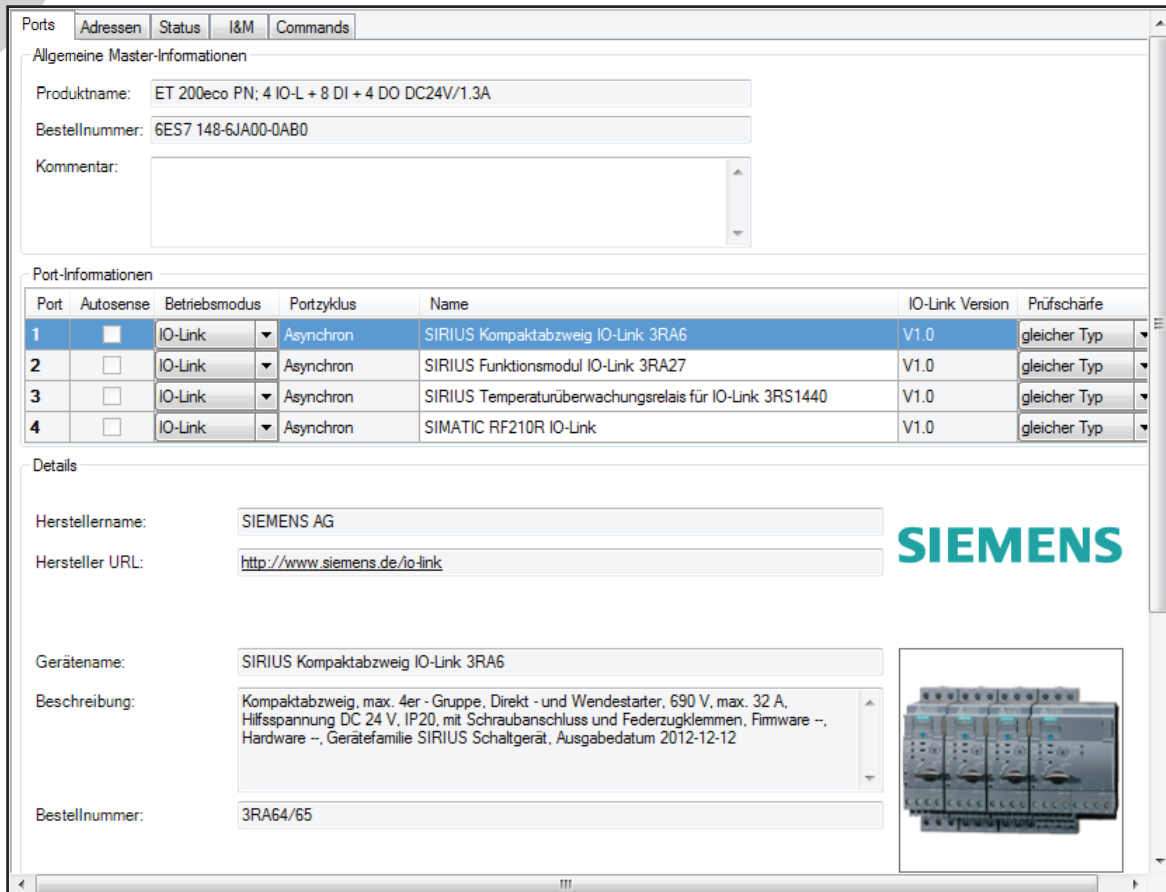 Ports Adressen Status I&M Commands
Allgemeine Master-Informationen
Produktname: ET 200eco PN; 4 IO-L + 8 DI + 4 DO DC24V/1.3A
Bestellnummer: 6ES7 148-6JA00-0AB0
Kommentar:
Port-Informationen
Port Autosense Betriebsmodus Portzyklus Name IO-Link Version Prüfschärfe
1 IO-Link Asynchron SIRIUS Kompaktabzweig IO-Link 3RA6 V1.0 gleicher Typ
2 IO-Link Asynchron SIRIUS Funktionsmodul IO-Link 3RA27 V1.0 gleicher Typ
3 IO-Link Asynchron SIRIUS Temperaturüberwachungsrelais für IO-Link 3RS1440 V1.0 gleicher Typ
4 IO-Link Asynchron SIMATIC RF210R IO-Link V1.0 gleicher Typ
Details
Herstellername: SIEMENS AG
SIEMENS
Hersteller URL: http://www.siemens.de/io-link
Gerätename: SIRIUS Kompaktabzweig IO-Link 3RA6
Beschreibung: Kompaktabzweig, max. 4er - Gruppe, Direkt - und Wendestarter, 690 V, max. 32 A,
Hilfsspannung DC 24 V, IP20, mit Schraubanschluss und Federzugklemmen, Firmware --,
Hardware --, Gerätefamilie SIRIUS Schaltgerät, Ausgabedatum 2012-12-12
Bestellnummer: 3RA64/65